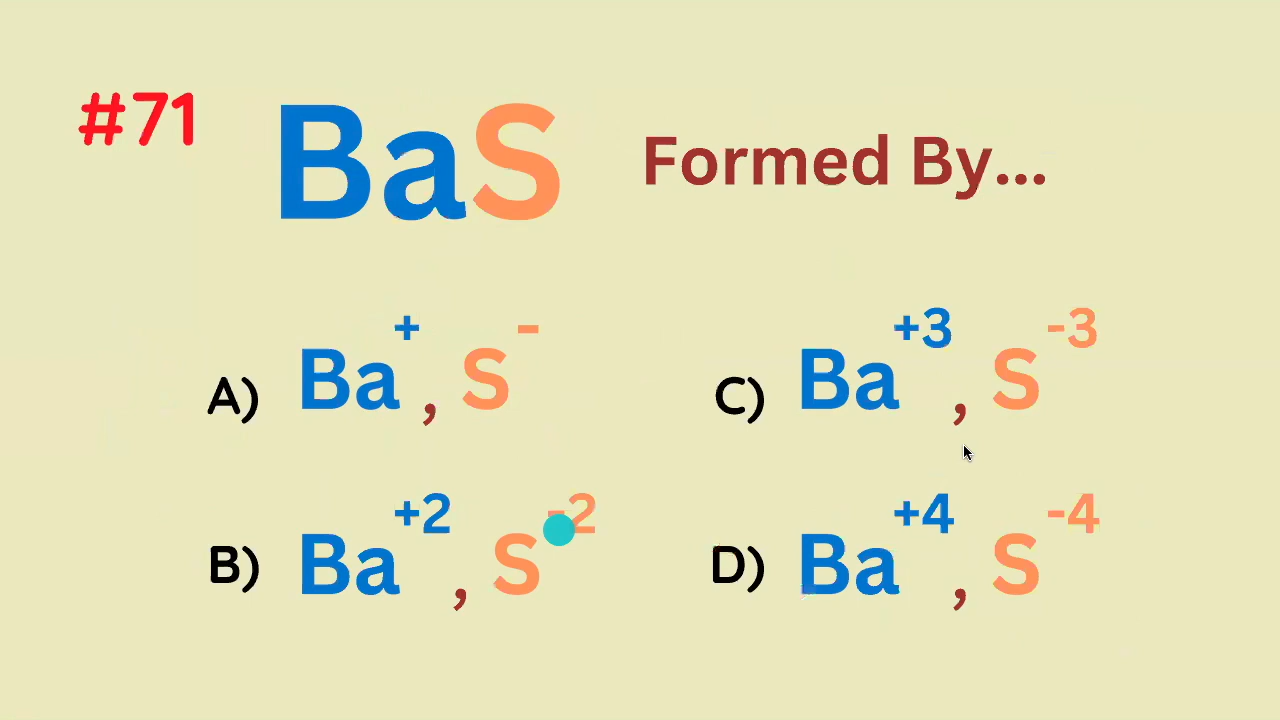 #71 BaS Formed By...
A) Ba⁺ , S⁻
C) Ba⁺³ , S⁻³
B) Ba⁺² , S⁻²
D) Ba⁺⁴ , S⁻⁴